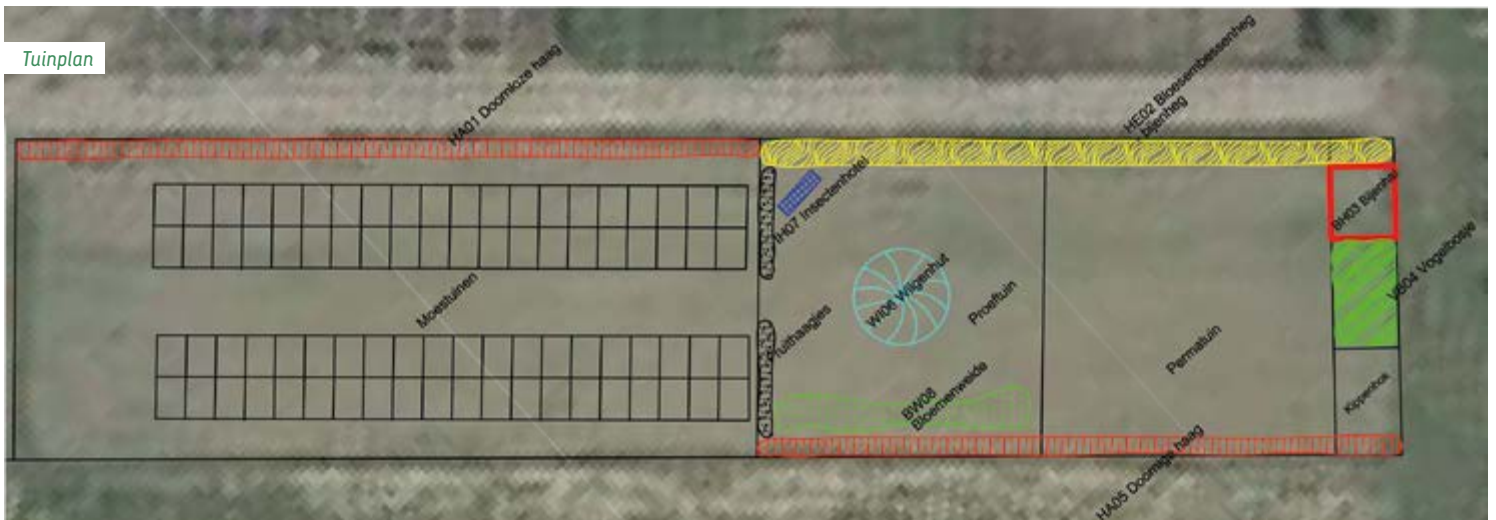 Tuinplan
HA01 Doornloze haag
HE02 Bloesembessenheg
bijenheg
IH07 Insectenhotel
BH03 Bijenhal
VB04 Vogelbosje
WI06 Wilgenhut
Moestuinen
Fruithaagjes
Proeftuin
Permatuin
BW08
Bloemenweide
Kippenhok
HA05 Doornige haag